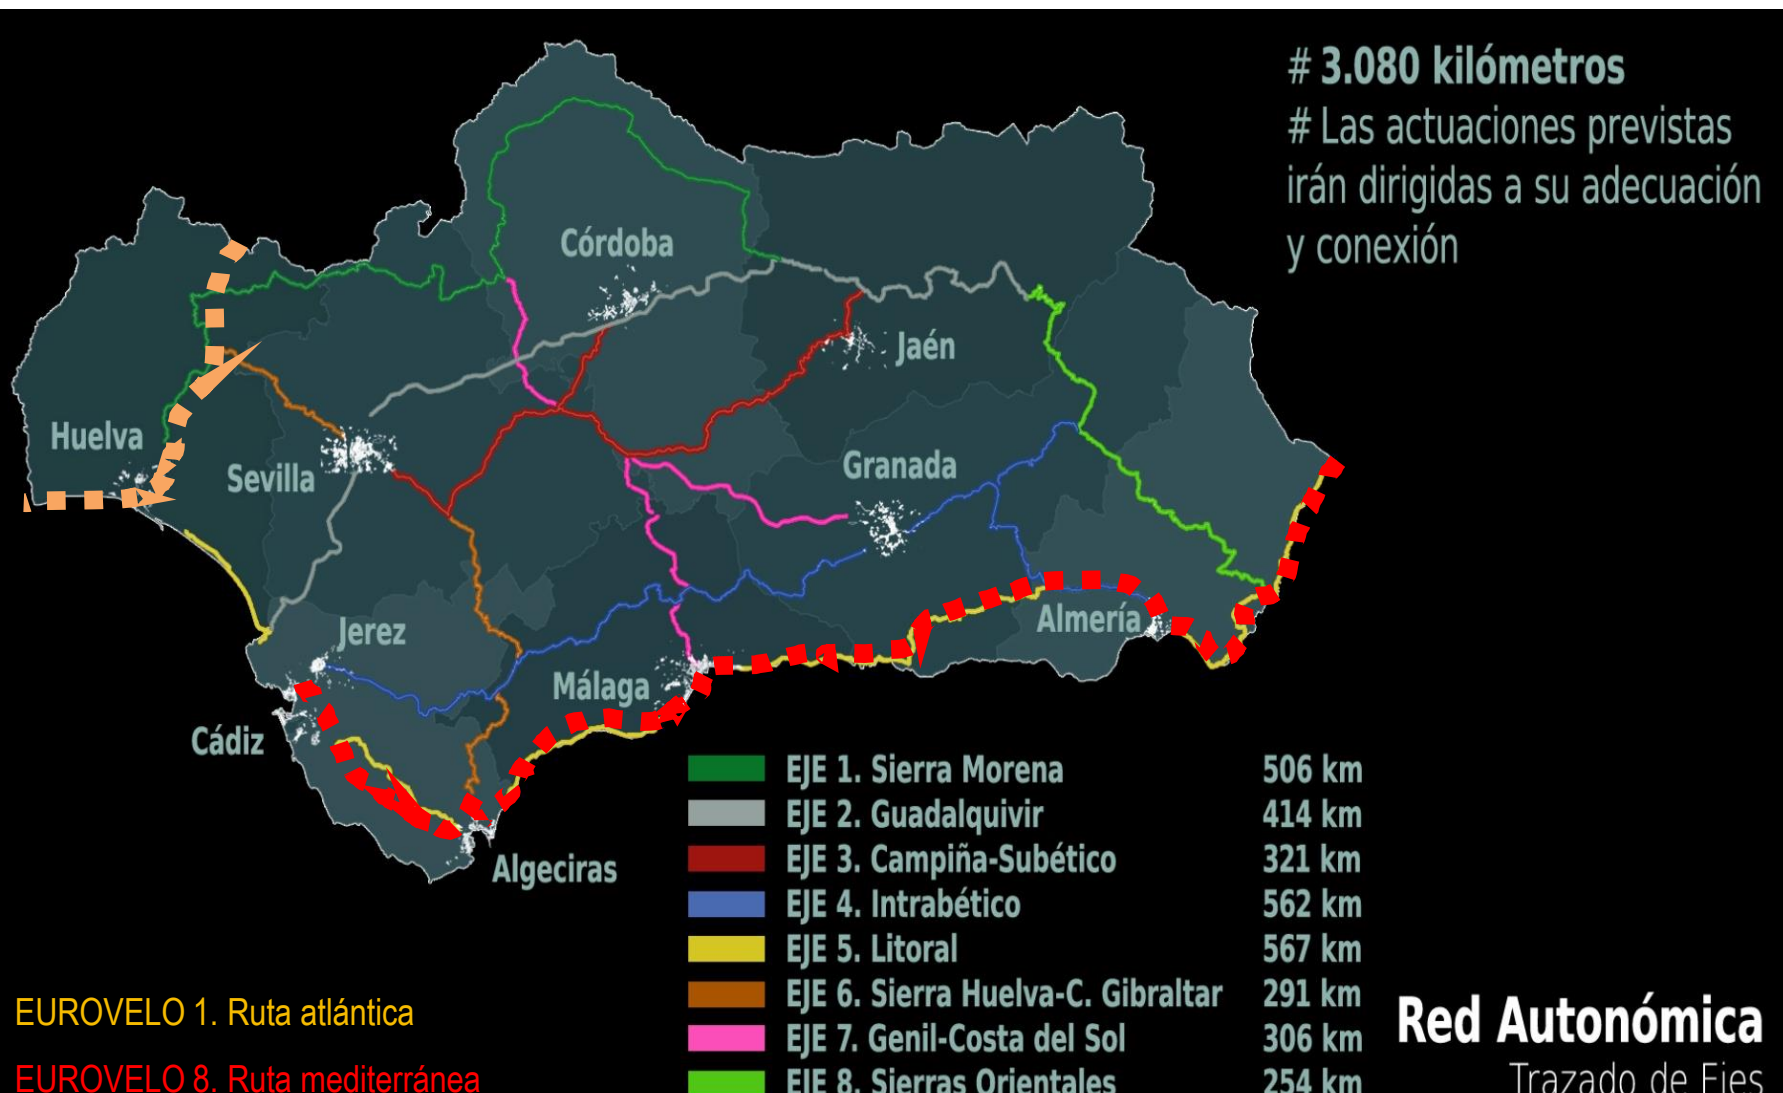 # 3.080 kilómetros
# Las actuaciones previstas
irán dirigidas a su adecuación
y conexión
Córdoba
Jaén
Huelva
Sevilla
Granada
Almería
Jerez
Málaga
Cádiz
Algeciras
EJE 1. Sierra Morena 506 km
EJE 2. Guadalquivir 414 km
EJE 3. Campiña-Subético 321 km
EJE 4. Intrabético 562 km
EJE 5. Litoral 567 km
EJE 6. Sierra Huelva-C. Gibraltar 291 km
EJE 7. Genil-Costa del Sol 306 km
EJE 8. Sierras Orientales 254 km
EUROVELO 1. Ruta atlántica
EUROVELO 8. Ruta mediterránea
Red Autonómica
Trazado de Ejes